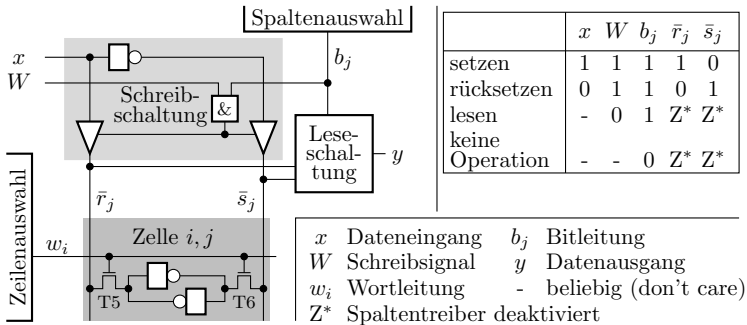 Spaltenauswahl
x
W
b_j
Schreib-
schaltung
&
Lese-
schal-
tung
y
r̄_j
s̄_j
Zeilenauswahl
w_i
Zelle i, j
T5
T6
x W b_j r̄_j s̄_j
setzen 1 1 1 1 0
rücksetzen 0 1 1 0 1
lesen - 0 1 Z* Z*
keine
Operation - - 0 Z* Z*
x Dateneingang b_j Bitleitung
W Schreibsignal y Datenausgang
w_i Wortleitung - beliebig (don't care)
Z* Spaltentreiber deaktiviert